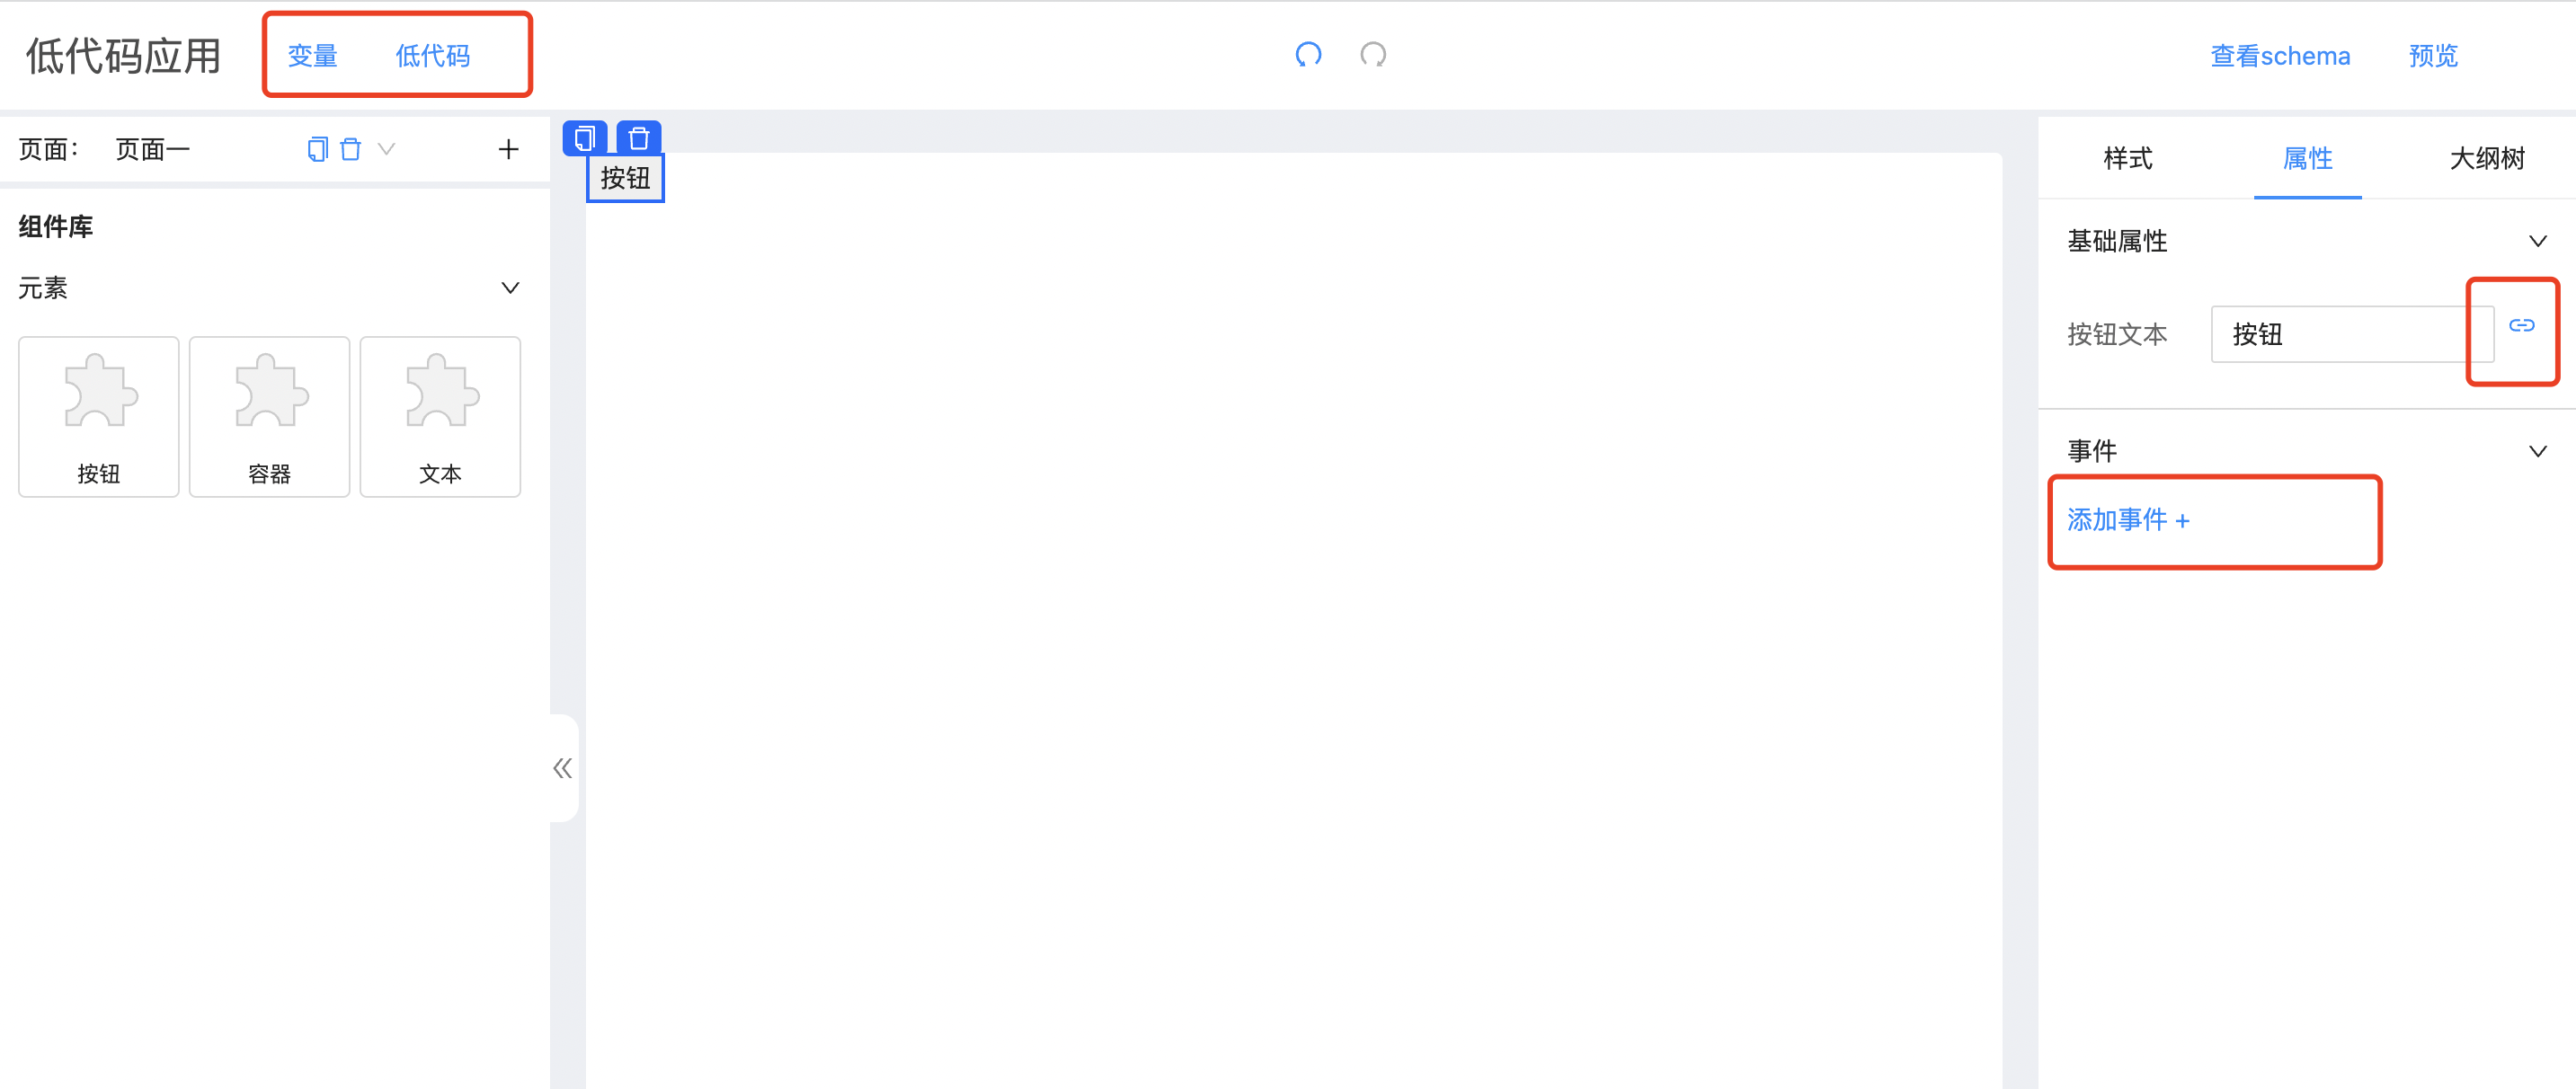 低代码应用 变量 低代码 查看schema 预览
页面： 页面一
组件库
元素
按钮 容器 文本
按钮
样式 属性 大纲树
基础属性
按钮文本 按钮
事件
添加事件 +